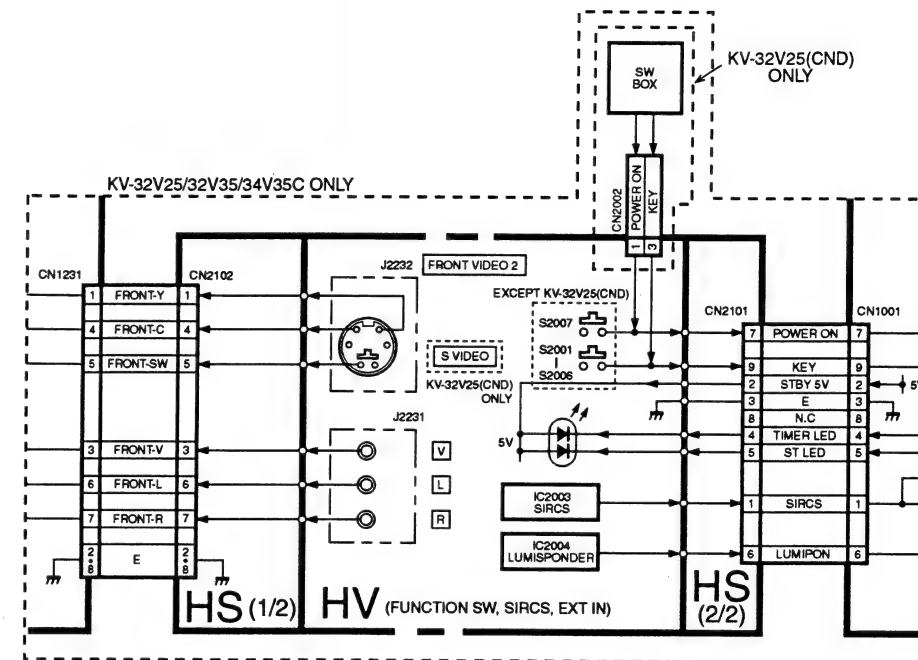 KV-32V25(CND)
ONLY
SW
BOX
KV-32V25/32V35/34V35C ONLY
CN2002
POWER ON
KEY
1
3
CN1231
CN2102
J2232
FRONT VIDEO 2
EXCEPT KV-32V25(CND)
CN2101
CN1001
1 FRONT-Y 1
4 FRONT-C 4
5 FRONT-SW 5
3 FRONT-V 3
6 FRONT-L 6
7 FRONT-R 7
2•8 E 2•8
S VIDEO
KV-32V25(CND)
ONLY
J2231
V
L
R
S2007
S2001
|
S2006
5V
IC2003
SIRCS
IC2004
LUMISPONDER
7 POWER ON 7
9 KEY 9
2 STBY 5V 2
3 E 3
8 N.C 8
4 TIMER LED 4
5 ST LED 5
1 SIRCS 1
6 LUMIPON 6
HS (1/2)
HV (FUNCTION SW, SIRCS, EXT IN)
HS
(2/2)